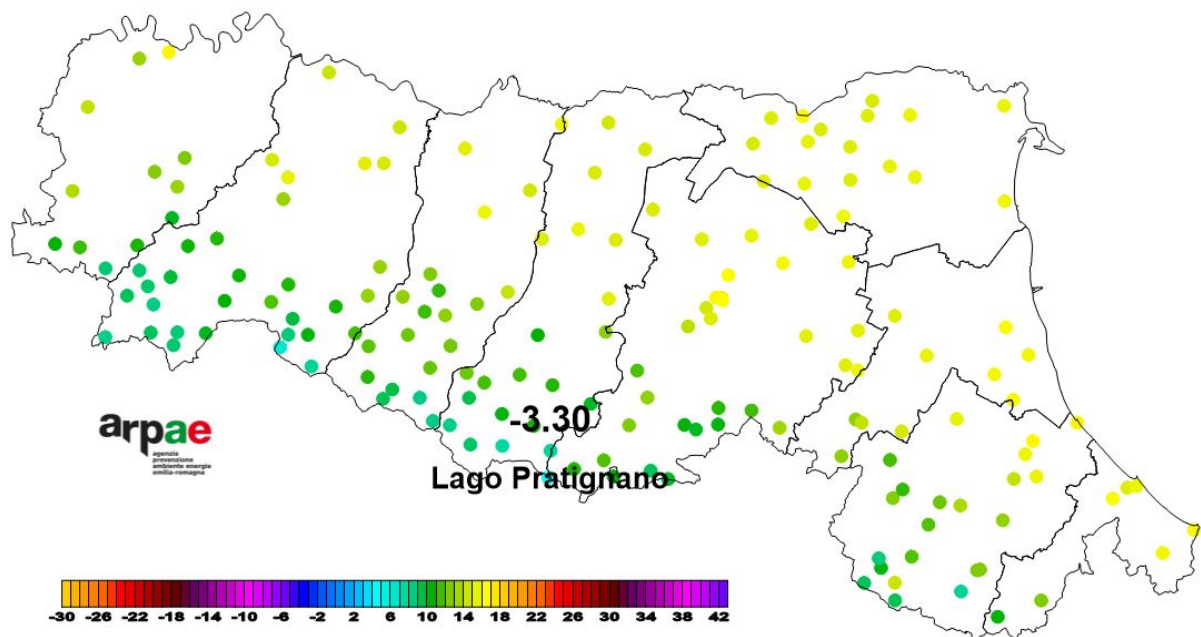 arpae
agenzia
prevenzione
ambiente energia
emilia-romagna
-3.30
Lago Pratignano
-30 -26 -22 -18 -14 -10 -6 -2 2 6 10 14 18 22 26 30 34 38 42